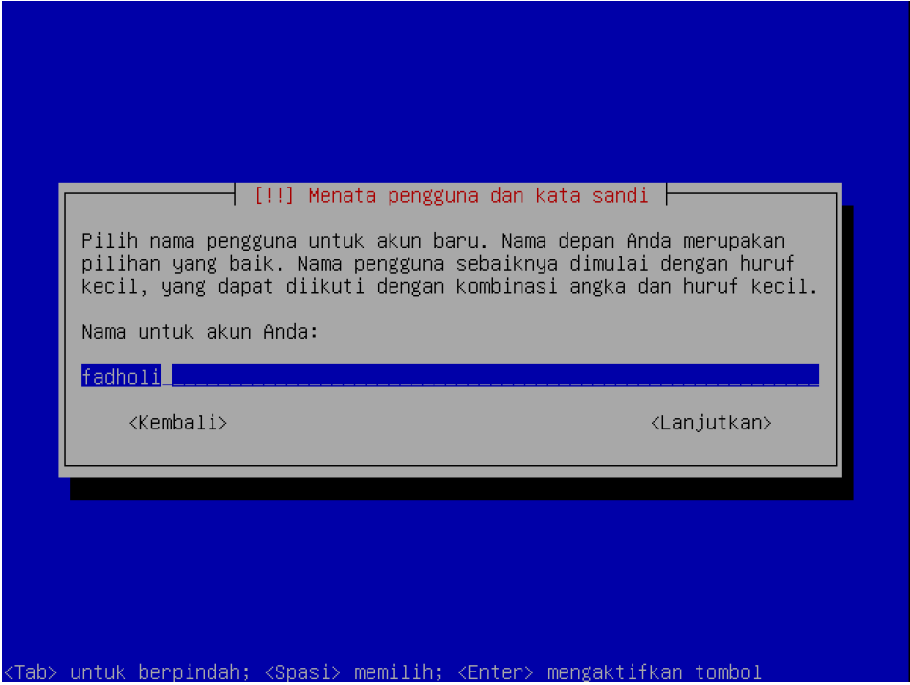 [!!] Menata pengguna dan kata sandi
Pilih nama pengguna untuk akun baru. Nama depan Anda merupakan
pilihan yang baik. Nama pengguna sebaiknya dimulai dengan huruf
kecil, yang dapat diikuti dengan kombinasi angka dan huruf kecil.
Nama untuk akun Anda:
fadholi
<Kembali> <Lanjutkan>
<Tab> untuk berpindah; <Spasi> memilih; <Enter> mengaktifkan tombol